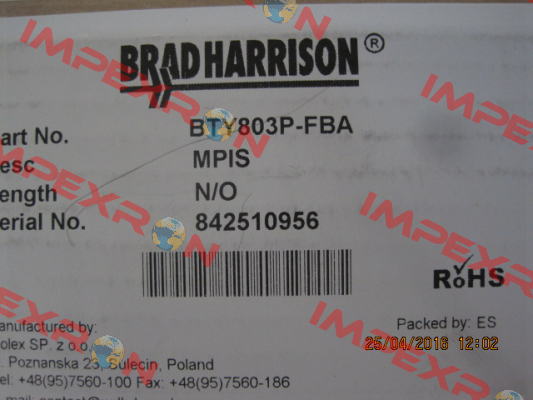 BRAD HARRISON®
art No. BTY803P-FBA
esc MPIS
ength N/O
erial No. 842510956
RoHS
anufactured by:
olex SP. z o.o.
Poznanska 23, Sulecin, Poland
el: +48(95)7560-100 Fax: +48(95)7560-186
Packed by: ES
25/04/2016 12:02
IMPEXRON
IMPEXRON
IMPEXRON
IMPEXRON